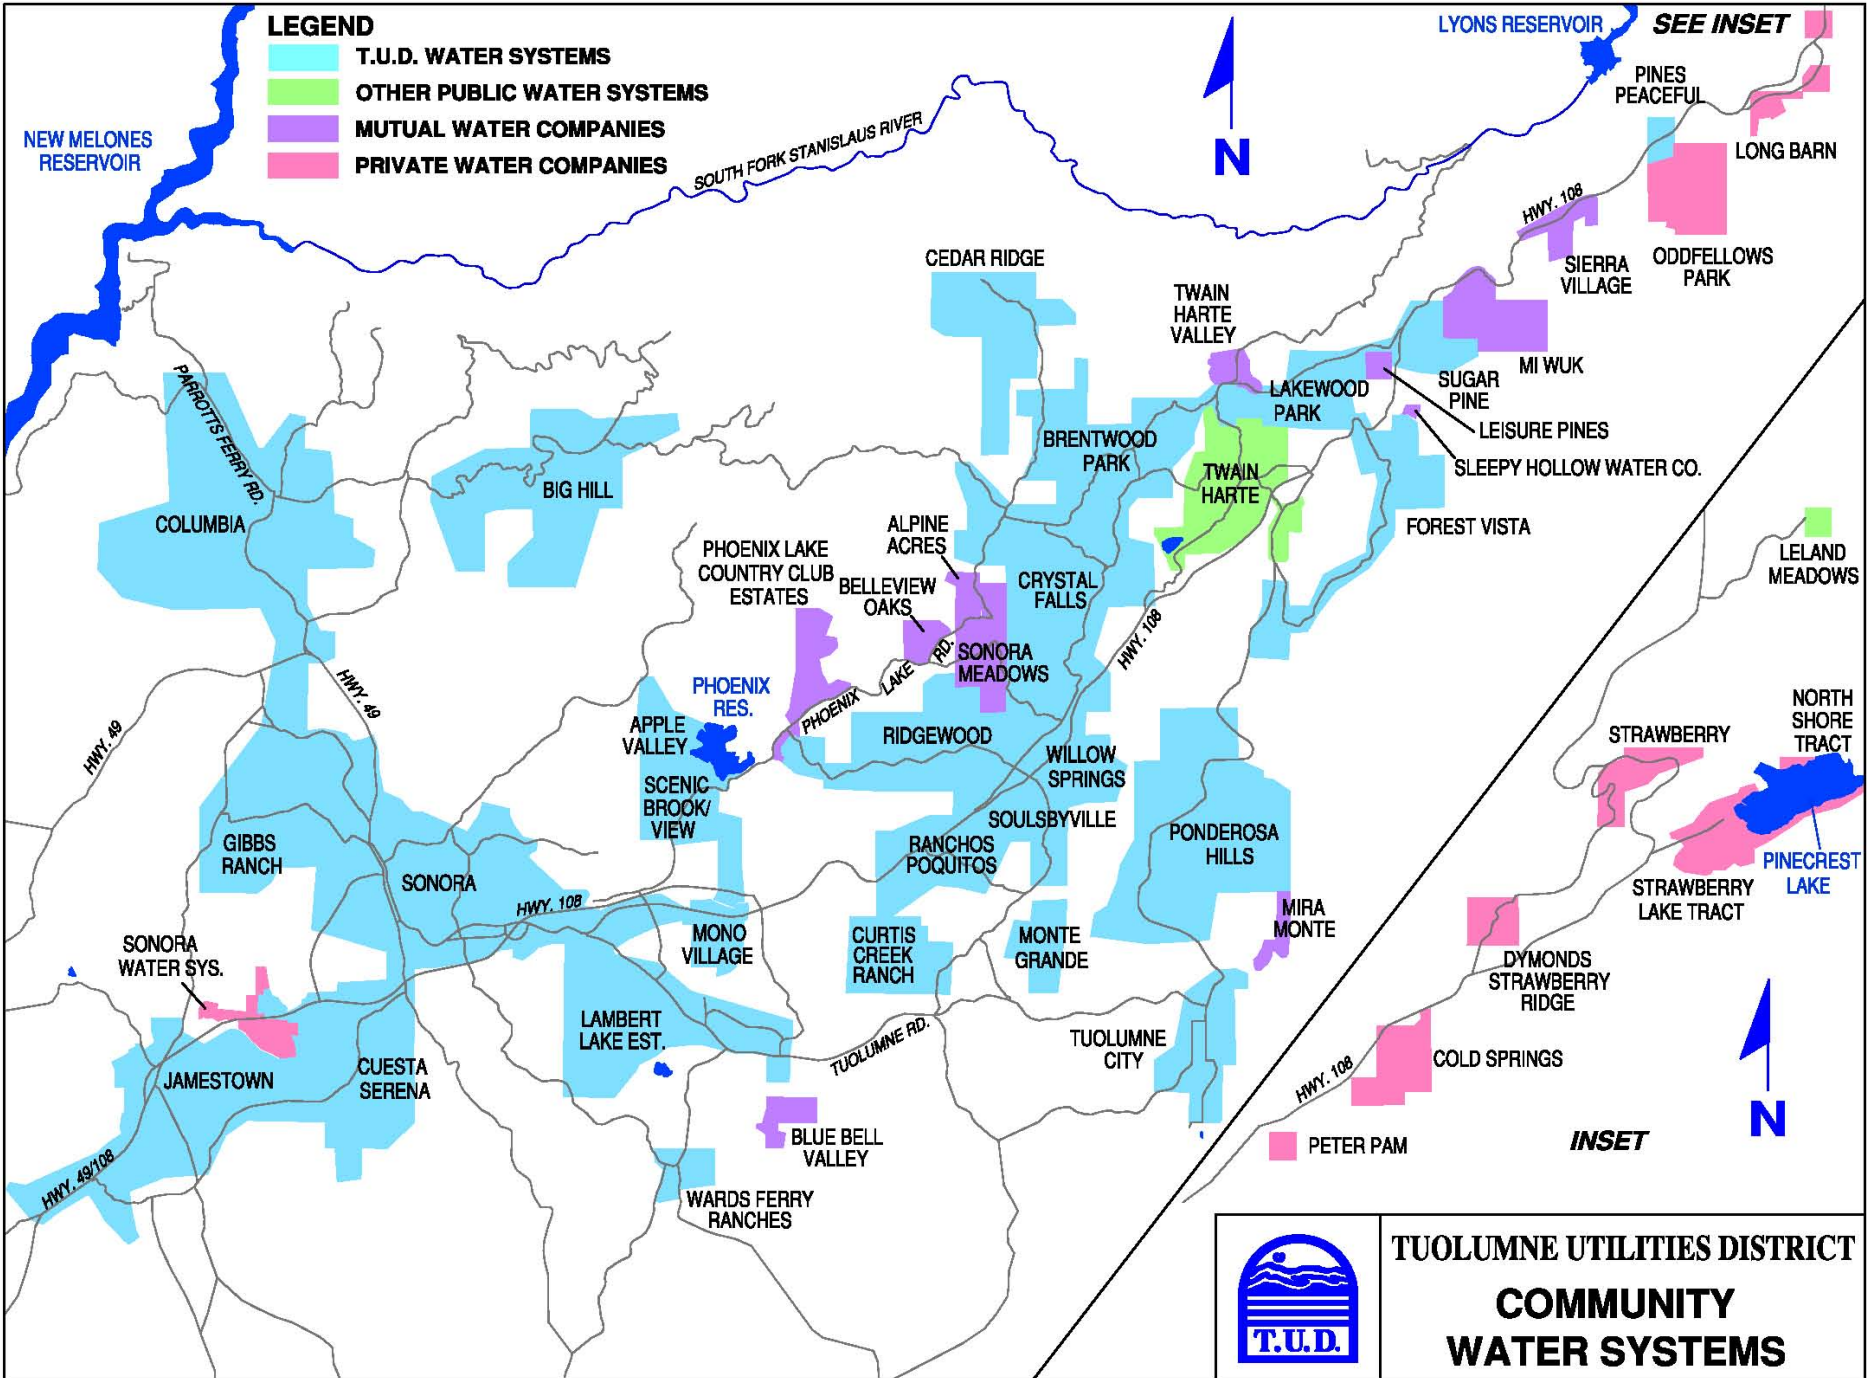 LEGEND
T.U.D. WATER SYSTEMS
OTHER PUBLIC WATER SYSTEMS
MUTUAL WATER COMPANIES
PRIVATE WATER COMPANIES
NEW MELONES
RESERVOIR
SOUTH FORK STANISLAUS RIVER
N
LYONS RESERVOIR
SEE INSET
PINES
PEACEFUL
LONG BARN
HWY. 108
ODDFELLOWS
PARK
SIERRA
VILLAGE
CEDAR RIDGE
TWAIN
HARTE
VALLEY
MI WUK
SUGAR
PINE
LAKEWOOD
PARK
LEISURE PINES
SLEEPY HOLLOW WATER CO.
BRENTWOOD
PARK
TWAIN
HARTE
FOREST VISTA
PARROTTS FERRY RD.
COLUMBIA
BIG HILL
ALPINE
ACRES
PHOENIX LAKE
COUNTRY CLUB
ESTATES
BELLEVIEW
OAKS
CRYSTAL
FALLS
HWY. 108
SONORA
MEADOWS
PHOENIX LAKE RD.
PHOENIX
RES.
HWY. 49
HWY. 49
APPLE
VALLEY
RIDGEWOOD
WILLOW
SPRINGS
SCENIC
BROOK/
VIEW
SOULSBYVILLE
RANCHOS
POQUITOS
PONDEROSA
HILLS
GIBBS
RANCH
SONORA
HWY. 108
MONO
VILLAGE
CURTIS
CREEK
RANCH
MONTE
GRANDE
MIRA
MONTE
SONORA
WATER SYS.
LAMBERT
LAKE EST.
TUOLUMNE RD.
TUOLUMNE
CITY
JAMESTOWN
CUESTA
SERENA
BLUE BELL
VALLEY
HWY. 49/108
WARDS FERRY
RANCHES
LELAND
MEADOWS
NORTH
SHORE
TRACT
STRAWBERRY
PINECREST
LAKE
STRAWBERRY
LAKE TRACT
DYMONDS
STRAWBERRY
RIDGE
COLD SPRINGS
HWY. 108
PETER PAM
INSET
N
T.U.D.
TUOLUMNE UTILITIES DISTRICT
COMMUNITY
WATER SYSTEMS